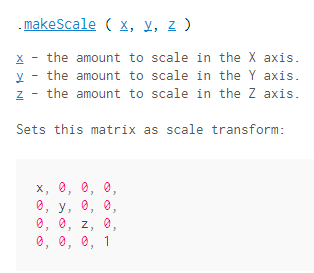 .makeScale ( x, y, z )
x – the amount to scale in the X axis.
y – the amount to scale in the Y axis.
z – the amount to scale in the Z axis.
Sets this matrix as scale transform:
x, 0, 0, 0,
0, y, 0, 0,
0, 0, z, 0,
0, 0, 0, 1